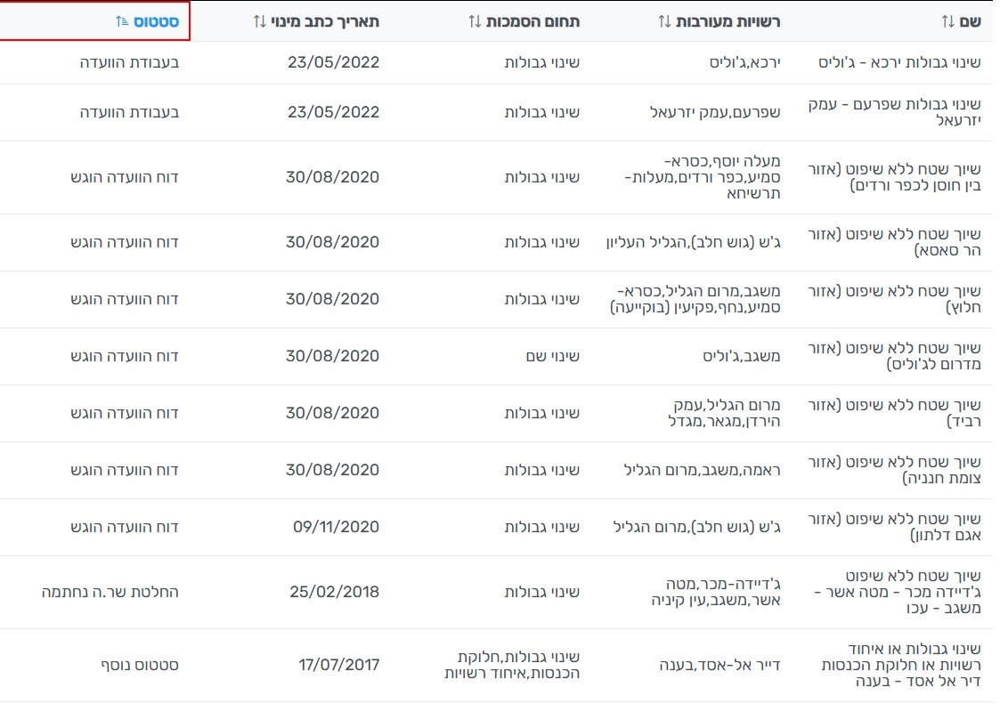 שם רשויות מעורבות תחום הסמכות תאריך כתב מינוי סטטוס
שינוי גבולות ירכא - ג'וליס ירכא,ג'וליס שינוי גבולות 23/05/2022 בעבודת הוועדה
שינוי גבולות שפרעם - עמק
יזרעאל
שפרעם,עמק יזרעאל שינוי גבולות 23/05/2022 בעבודת הוועדה
שיוך שטח ללא שיפוט (אזור
בין חוסן לכפר ורדים)
מעלה יוסף,כסרא-
סמיע,כפר ורדים,מעלות-
תרשיחא
שינוי גבולות 30/08/2020 דוח הוועדה הוגש
שיוך שטח ללא שיפוט (אזור
הר סאסא)
ג'ש (גוש חלב),הגליל העליון שינוי גבולות 30/08/2020 דוח הוועדה הוגש
שיוך שטח ללא שיפוט (אזור
חלוץ)
משגב,מרום הגליל,כסרא-
סמיע,נחף,פקיעין (בוקייעה)
שינוי גבולות 30/08/2020 דוח הוועדה הוגש
שיוך שטח ללא שיפוט (אזור
מדרום לג'וליס)
משגב,ג'וליס שינוי שם 30/08/2020 דוח הוועדה הוגש
שיוך שטח ללא שיפוט (אזור
רביד)
מרום הגליל,עמק
הירדן,מגאר,מגדל
שינוי גבולות 30/08/2020 דוח הוועדה הוגש
שיוך שטח ללא שיפוט (אזור
צומת חנניה)
ראמה,משגב,מרום הגליל שינוי גבולות 30/08/2020 דוח הוועדה הוגש
שיוך שטח ללא שיפוט (אזור
אגם דלתון)
ג'ש (גוש חלב),מרום הגליל שינוי גבולות 09/11/2020 דוח הוועדה הוגש
שיוך שטח ללא שיפוט
ג'דיידה מכר - מטה אשר -
משגב - עכו
ג'דיידה-מכר,מטה
אשר,משגב,עין קיניה
שינוי גבולות 25/02/2018 החלטת שר.ה נחתמה
שינוי גבולות או איחוד
רשויות או חלוקת הכנסות
דיר אל אסד - בענה
דייר אל-אסד,בענה
שינוי גבולות,חלוקת
הכנסות,איחוד רשויות
17/07/2017 סטטוס נוסף